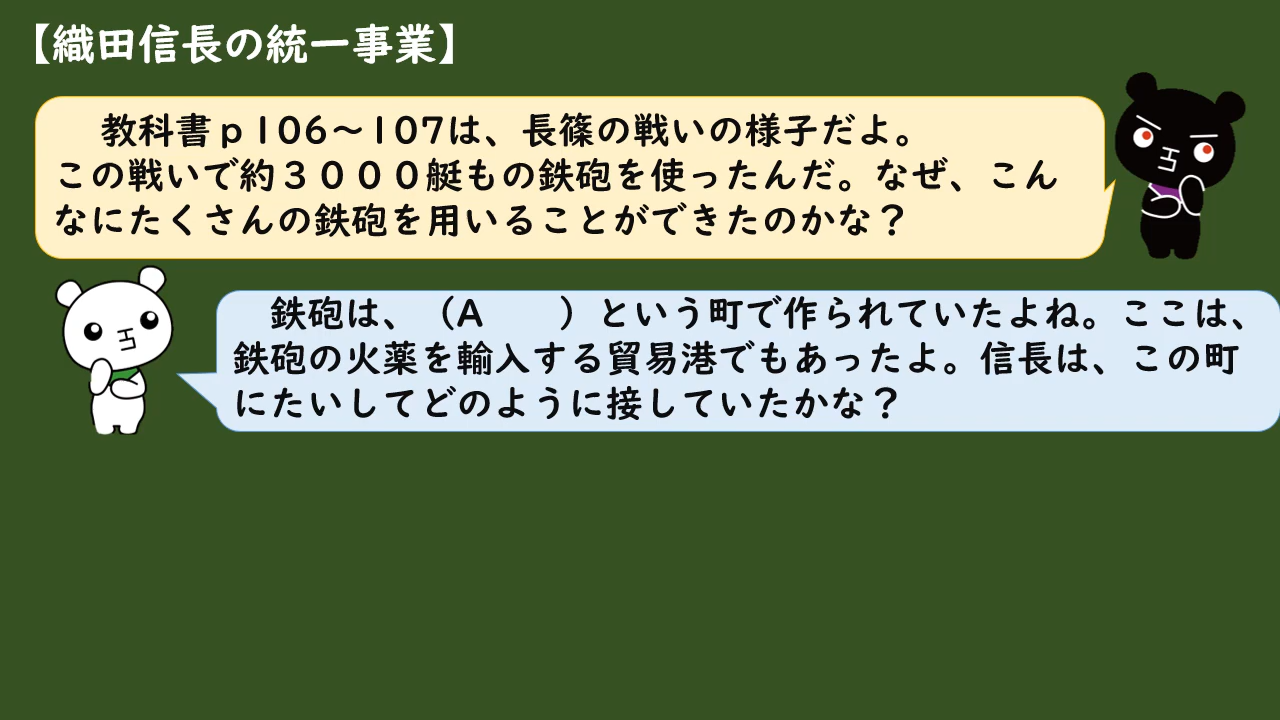 【織田信長の統一事業】
教科書ｐ106～107は、長篠の戦いの様子だよ。
この戦いで約３０００艇もの鉄砲を使ったんだ。なぜ、こん
なにたくさんの鉄砲を用いることができたのかな？
鉄砲は、（A　　）という町で作られていたよね。ここは、
鉄砲の火薬を輸入する貿易港でもあったよ。信長は、この町
にたいしてどのように接していたかな？